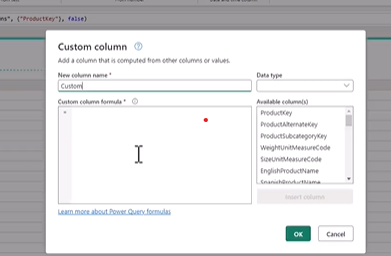 ns", {"ProductKey"}, false)
Custom column
Add a column that is computed from other columns or values.
New column name *
Data type
Custom
Custom column formula *
Available column(s)
=
ProductKey
ProductAlternateKey
ProductSubcategoryKey
WeightUnitMeasureCode
SizeUnitMeasureCode
EnglishProductName
SpanishProductName
Insert column
Learn more about Power Query formulas
OK
Cancel